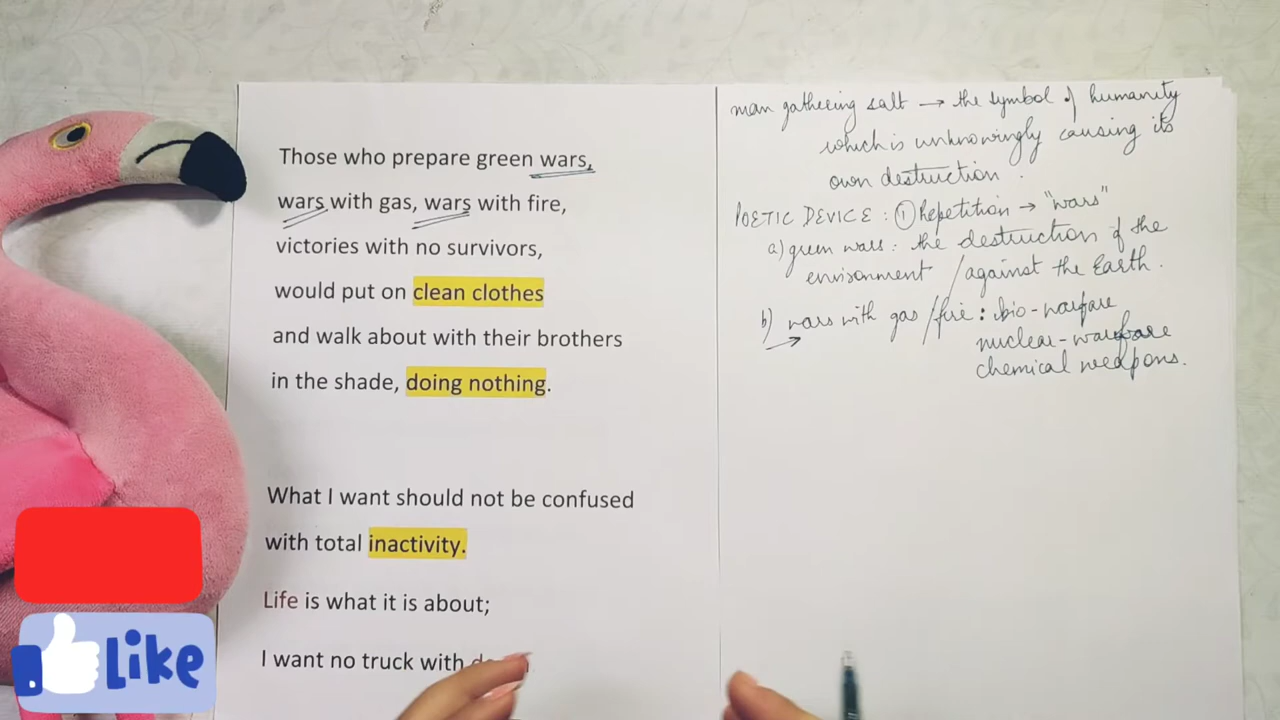 Those who prepare green wars,
wars with gas, wars with fire,
victories with no survivors,
would put on clean clothes
and walk about with their brothers
in the shade, doing nothing.
What I want should not be confused
with total inactivity.
Life is what it is about;
I want no truck with
man gathering salt → the symbol of humanity
which is unknowingly causing its
own destruction.
POETIC DEVICE : ① Repetition → "wars"
a) green wars : the destruction of the
environment / against the Earth.
b) wars with gas / fire : bio-warfare
nuclear-warfare
chemical weapons.
Like